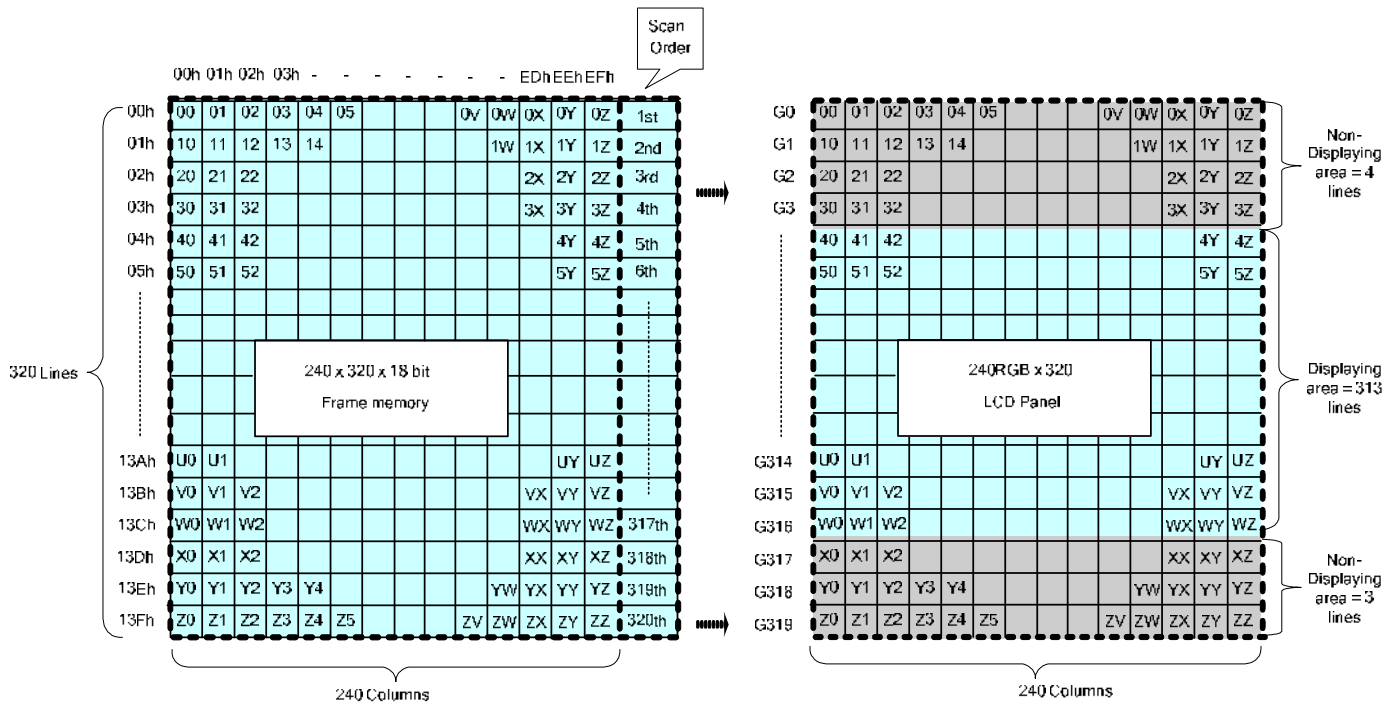 Scan
Order
00h 01h 02h 03h - - - - - - - EDh EEh EFh
00h 00 01 02 03 04 05 0V 0W 0X 0Y 0Z 1st
01h 10 11 12 13 14 1W 1X 1Y 1Z 2nd
02h 20 21 22 2X 2Y 2Z 3rd
03h 30 31 32 3X 3Y 3Z 4th
04h 40 41 42 4Y 4Z 5th
05h 50 51 52 5Y 5Z 6th
320 Lines
240 x 320 x 18 bit
Frame memory
13Ah U0 U1 UY UZ
13Bh V0 V1 V2 VX VY VZ
13Ch W0 W1 W2 WX WY WZ 317th
13Dh X0 X1 X2 XX XY XZ 318th
13Eh Y0 Y1 Y2 Y3 Y4 YW YX YY YZ 319th
13Fh Z0 Z1 Z2 Z3 Z4 Z5 ZV ZW ZX ZY ZZ 320th
240 Columns
G0 00 01 02 03 04 05 0V 0W 0X 0Y 0Z
G1 10 11 12 13 14 1W 1X 1Y 1Z
G2 20 21 22 2X 2Y 2Z
G3 30 31 32 3X 3Y 3Z
40 41 42 4Y 4Z
50 51 52 5Y 5Z
Non-
Displaying
area = 4
lines
240RGB x 320
LCD Panel
Displaying
area = 313
lines
G314 U0 U1 UY UZ
G315 V0 V1 V2 VX VY VZ
G316 W0 W1 W2 WX WY WZ
G317 X0 X1 X2 XX XY XZ
G318 Y0 Y1 Y2 Y3 Y4 YW YX YY YZ
G319 Z0 Z1 Z2 Z3 Z4 Z5 ZV ZW ZX ZY ZZ
Non-
Displaying
area = 3
lines
240 Columns